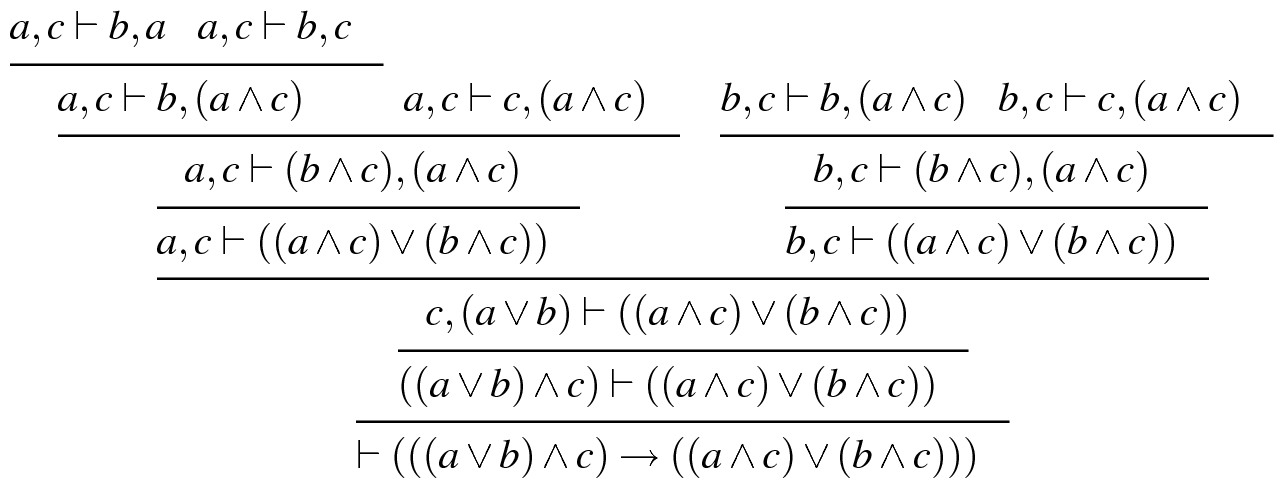 a, c ⊢ b, a a, c ⊢ b, c
a, c ⊢ b, (a ∧ c) a, c ⊢ c, (a ∧ c) b, c ⊢ b, (a ∧ c) b, c ⊢ c, (a ∧ c)
a, c ⊢ (b ∧ c), (a ∧ c) b, c ⊢ (b ∧ c), (a ∧ c)
a, c ⊢ ((a ∧ c) ∨ (b ∧ c)) b, c ⊢ ((a ∧ c) ∨ (b ∧ c))
c, (a ∨ b) ⊢ ((a ∧ c) ∨ (b ∧ c))
((a ∨ b) ∧ c) ⊢ ((a ∧ c) ∨ (b ∧ c))
⊢ (((a ∨ b) ∧ c) → ((a ∧ c) ∨ (b ∧ c)))